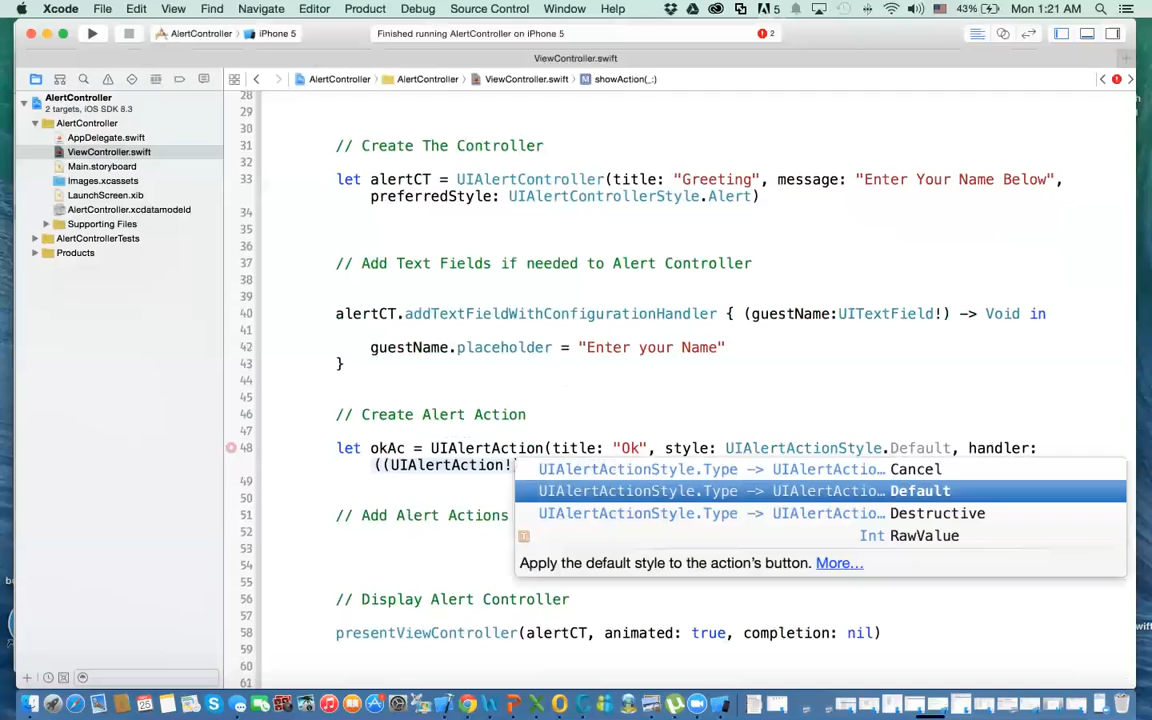 Xcode File Edit View Find Navigate Editor Product Debug Source Control Window Help 5 43% Mon 1:21 AM
AlertController iPhone 5 Finished running AlertController on iPhone 5 2
ViewController.swift
AlertController AlertController ViewController.swift M showAction(_:)
AlertController
2 targets, iOS SDK 8.3
AlertController
AppDelegate.swift
ViewController.swift
Main.storyboard
Images.xcassets
LaunchScreen.xib
AlertController.xcdatamodeld
Supporting Files
AlertControllerTests
Products
28
29
30
31 // Create The Controller
32
33 let alertCT = UIAlertController(title: "Greeting", message: "Enter Your Name Below",
preferredStyle: UIAlertControllerStyle.Alert)
34
35
36
37 // Add Text Fields if needed to Alert Controller
38
39
40 alertCT.addTextFieldWithConfigurationHandler { (guestName:UITextField!) -> Void in
41
42 guestName.placeholder = "Enter your Name"
43 }
44
45
46 // Create Alert Action
47
48 let okAc = UIAlertAction(title: "Ok", style: UIAlertActionStyle.Default, handler:
((UIAlertAction!)
UIAlertActionStyle.Type -> UIAlertActio... Cancel
UIAlertActionStyle.Type -> UIAlertActio... Default
UIAlertActionStyle.Type -> UIAlertActio... Destructive
Int RawValue
Apply the default style to the action's button. More...
49
50
51 // Add Alert Actions
52
53
54
55
56 // Display Alert Controller
57
58 presentViewController(alertCT, animated: true, completion: nil)
59
60
61